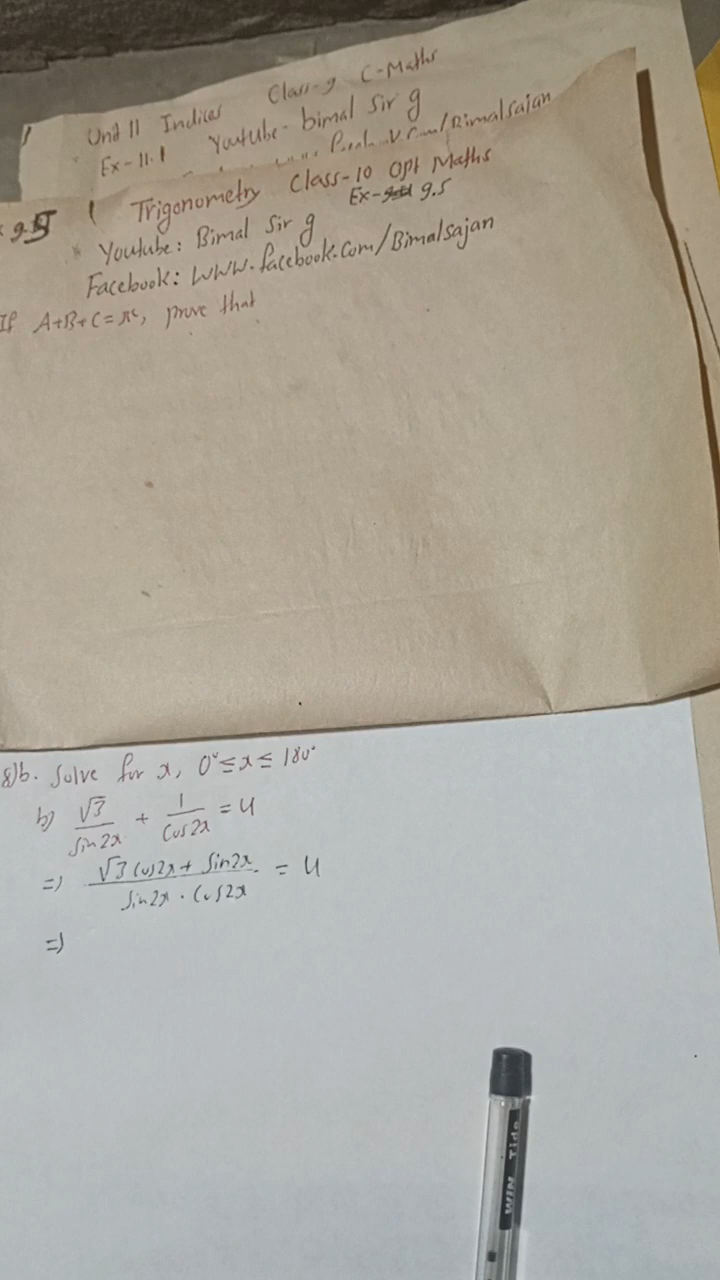 Unit 11 Indices Class-9 C-Maths
Ex-11.1 Youtube- bimal Sir g
/Bimalsajan
Trigonometry Class-10 Opt Maths
Ex- 9.5
Youtube: Bimal Sir g
Facebook: www.facebook.com/Bimalsajan
If A+B+C=πᶜ, prove that
8)b. Solve for x, 0°≤x≤ 180°
b) √3/Sin2x + 1/Cos2x = 4
=) (√3 Cos2x + Sin2x)/(Sin2x . Cos2x) = 4
=)
WIN Tide